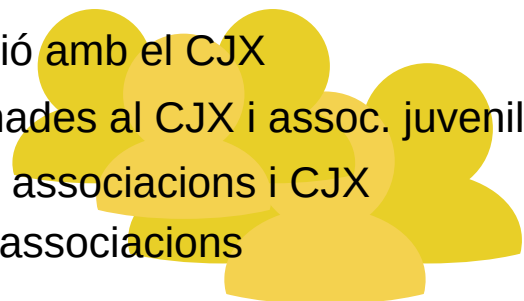 ió amb el CJX
nades al CJX i assoc. juvenil
associacions i CJX
associacions